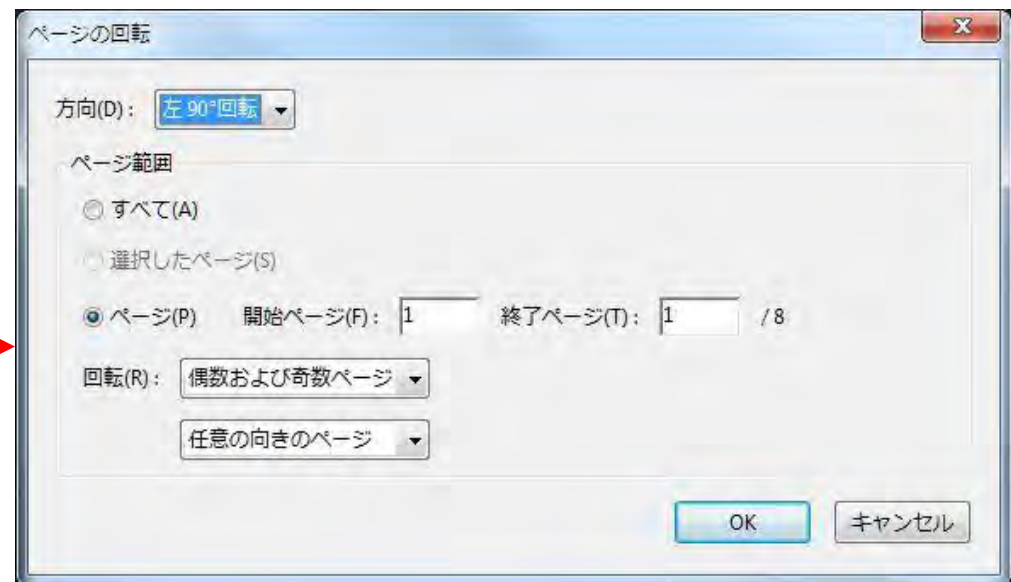 ページの回転
方向(D): 左 90°回転
ページ範囲
すべて(A)
選択したページ(S)
ページ(P) 開始ページ(F): 1 終了ページ(T): 1 / 8
回転(R): 偶数および奇数ページ
任意の向きのページ
OK キャンセル